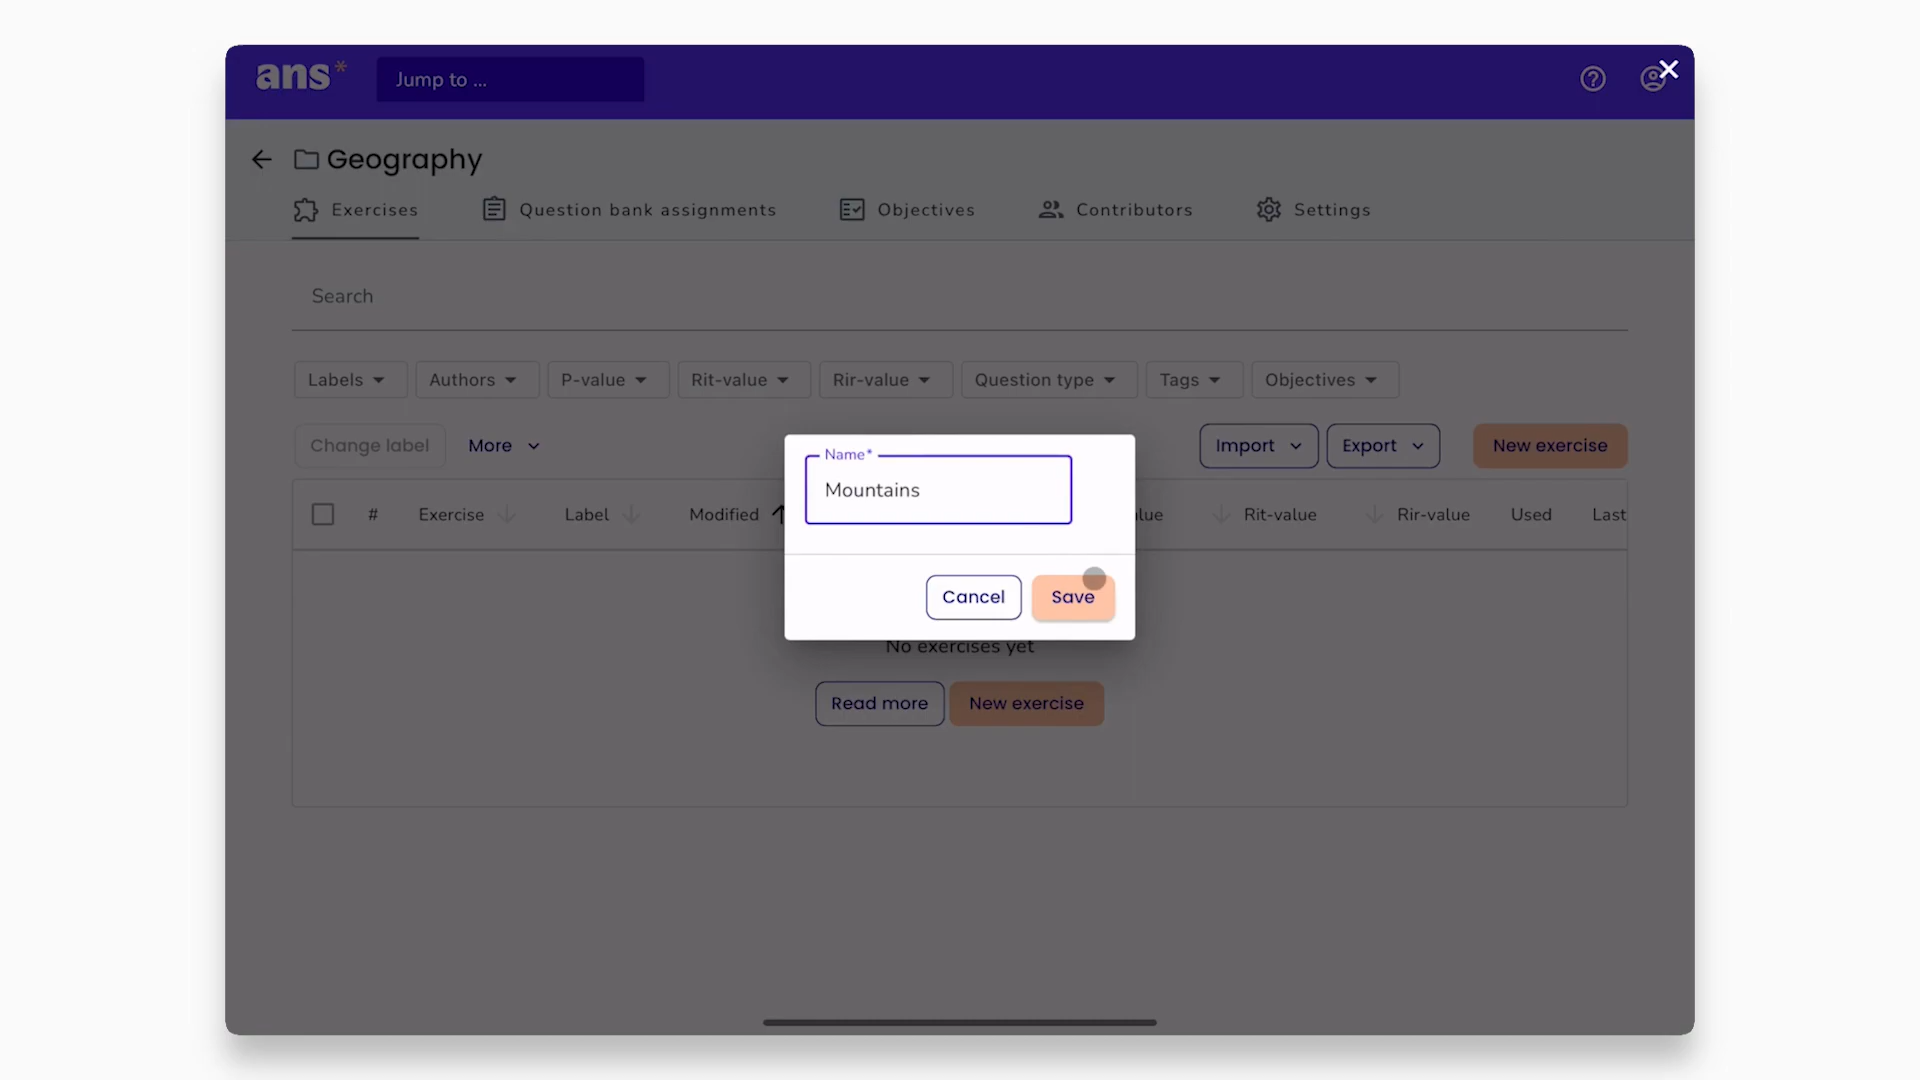 ans*
Jump to ...
Geography
Exercises
Question bank assignments
Objectives
Contributors
Settings
Search
Labels
Authors
P-value
Rit-value
Rir-value
Question type
Tags
Objectives
Change label
More
Import
Export
New exercise
Name*
Mountains
# Exercise Label Modified Rit-value Rir-value Used Last
Cancel
Save
No exercises yet
Read more
New exercise